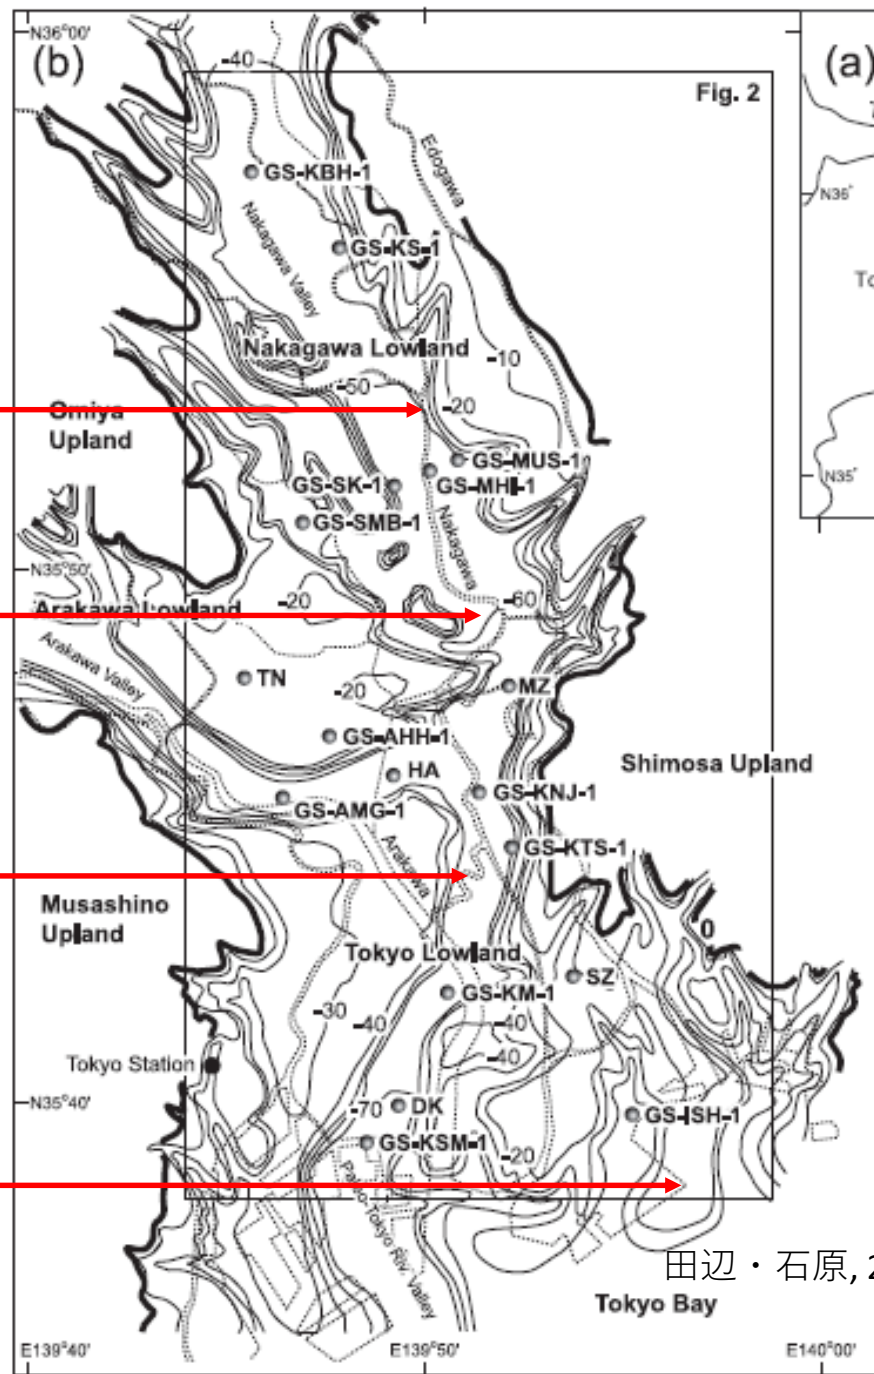 N36°00'
(b)
(a)
-40
Fig. 2
Edogawa
GS-KBH-1
N36°
Nakagawa Valley
GS-KS-1
Nakagawa Lowland
-10
-50
-20
Omiya
Upland
GS-MUS-1
GS-SK-1
GS-MHI-1
N35°
GS-SMB-1
Nakagawa
N35°50'
-20
-60
Arakawa Lowland
Arakawa Valley
TN
-20
MZ
GS-AHH-1
HA
Shimosa Upland
GS-KNJ-1
GS-AMG-1
Arakawa
GS-KTS-1
Musashino
Upland
0
Tokyo Lowland
SZ
GS-KM-1
-30
-40
-40
-40
Tokyo Station
N35°40'
-70
DK
GS-ISH-1
GS-KSM-1
-20
Paleo-Tokyo Riv. Valley
田辺・石原, 2
Tokyo Bay
E139°40'
E139°50'
E140°00'